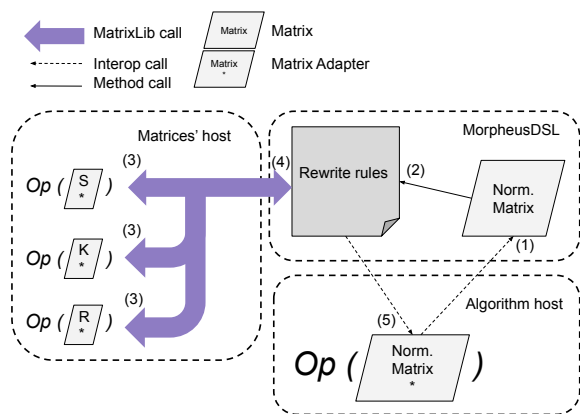 MatrixLib call
Matrix
Matrix
Interop call
Method call
Matrix
*
Matrix Adapter
Matrices' host
MorpheusDSL
(3)
(4)
Op ( S * )
Rewrite rules
(2)
Norm.
Matrix
(3)
Op ( K * )
(1)
(3)
Op ( R * )
(5)
Algorithm host
Op ( Norm. Matrix * )